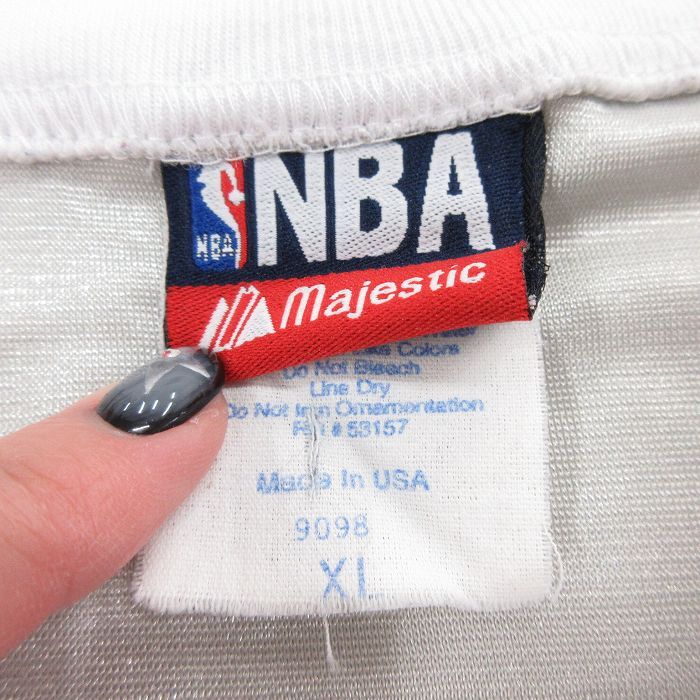 NBA
NBA
Majestic
Colors
Do Not Bleach
Line Dry
Do Not Iron Ornamentation
RN # 53157
Made In USA
9098
XL